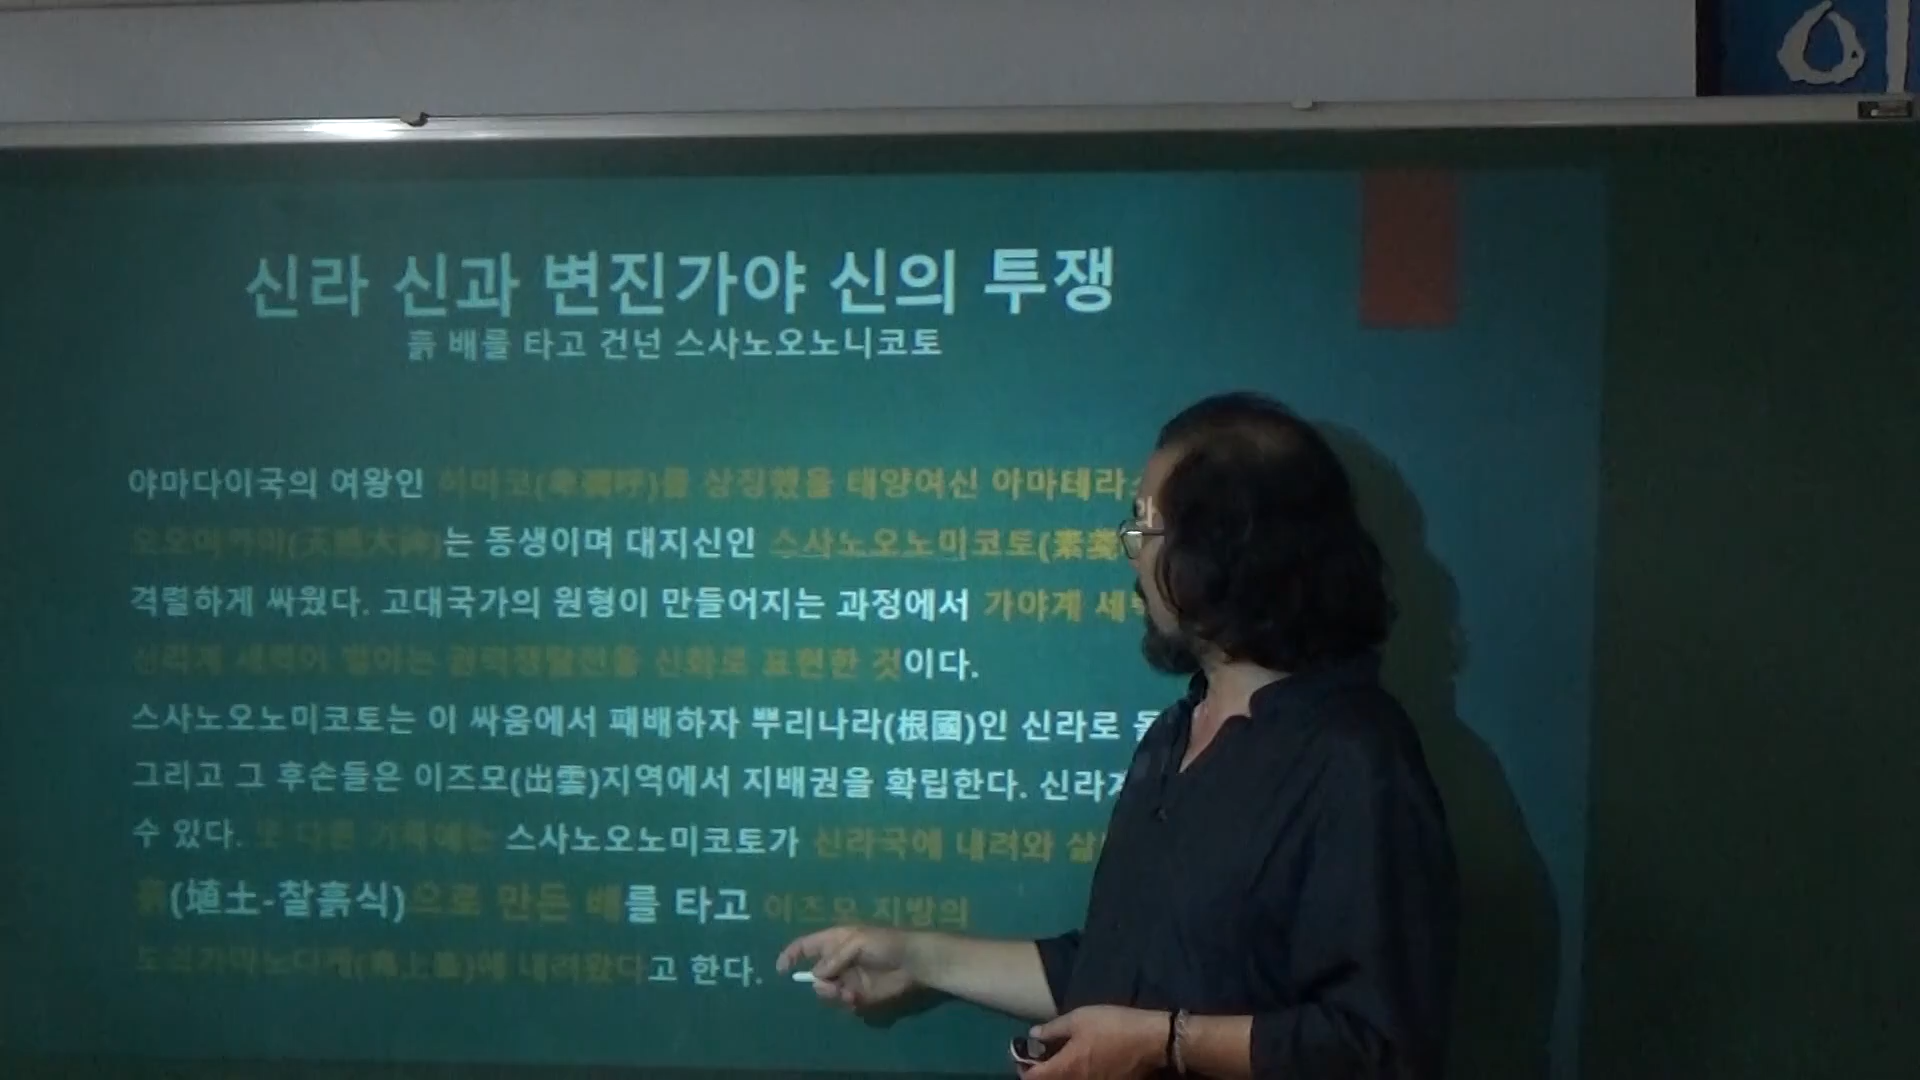 이
신라 신과 변진가야 신의 투쟁
흙 배를 타고 건넌 스사노오노니코토
야마다이국의 여왕인 히미코(卑彌呼)를 상징했을 태양여신 아마테라스
오오미카미(天照大神)는 동생이며 대지신인 스사노오노미코토(素戔
격렬하게 싸웠다. 고대국가의 원형이 만들어지는 과정에서 가야계
신라계 세력이 벌이는 권력쟁탈전을 신화로 표현한 것이다.
스사노오노미코토는 이 싸움에서 패배하자 뿌리나라(根國)인 신라로
그리고 그 후손들은 이즈모(出雲)지역에서 지배권을 확립한다. 신라계
수 있다. 또 다른 기록에는 스사노오노미코토가 신라국에 내려와
흙(埴土-찰흙식)으로 만든 배를 타고 이즈모 지방의
내려왔다고 한다.